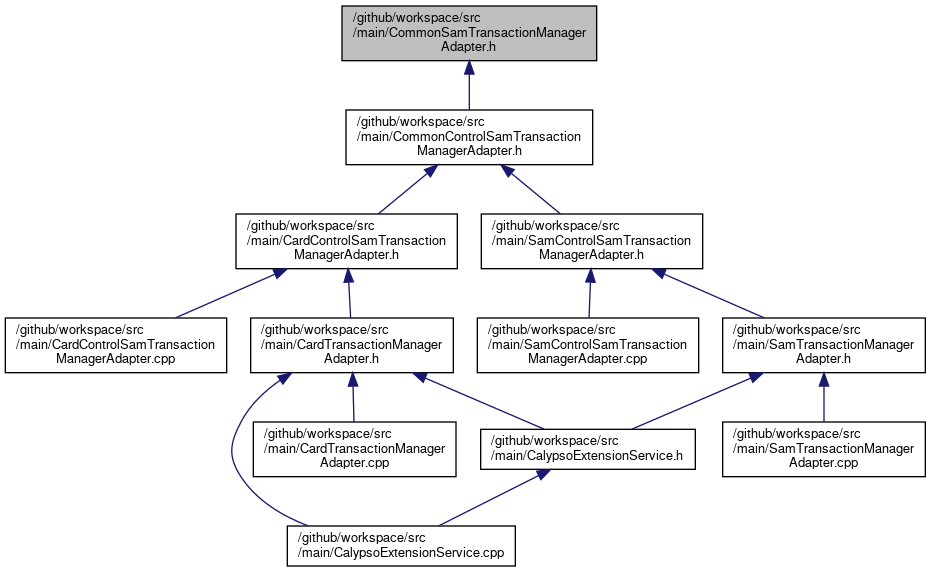 /github/workspace/src
/main/CommonSamTransactionManager
Adapter.h
/github/workspace/src
/main/CommonControlSamTransaction
ManagerAdapter.h
/github/workspace/src
/main/CardControlSamTransaction
ManagerAdapter.h
/github/workspace/src
/main/SamControlSamTransaction
ManagerAdapter.h
/github/workspace/src
/main/CardControlSamTransaction
ManagerAdapter.cpp
/github/workspace/src
/main/CardTransactionManager
Adapter.h
/github/workspace/src
/main/SamControlSamTransaction
ManagerAdapter.cpp
/github/workspace/src
/main/SamTransactionManager
Adapter.h
/github/workspace/src
/main/CardTransactionManager
Adapter.cpp
/github/workspace/src
/main/CalypsoExtensionService.h
/github/workspace/src
/main/SamTransactionManager
Adapter.cpp
/github/workspace/src
/main/CalypsoExtensionService.cpp